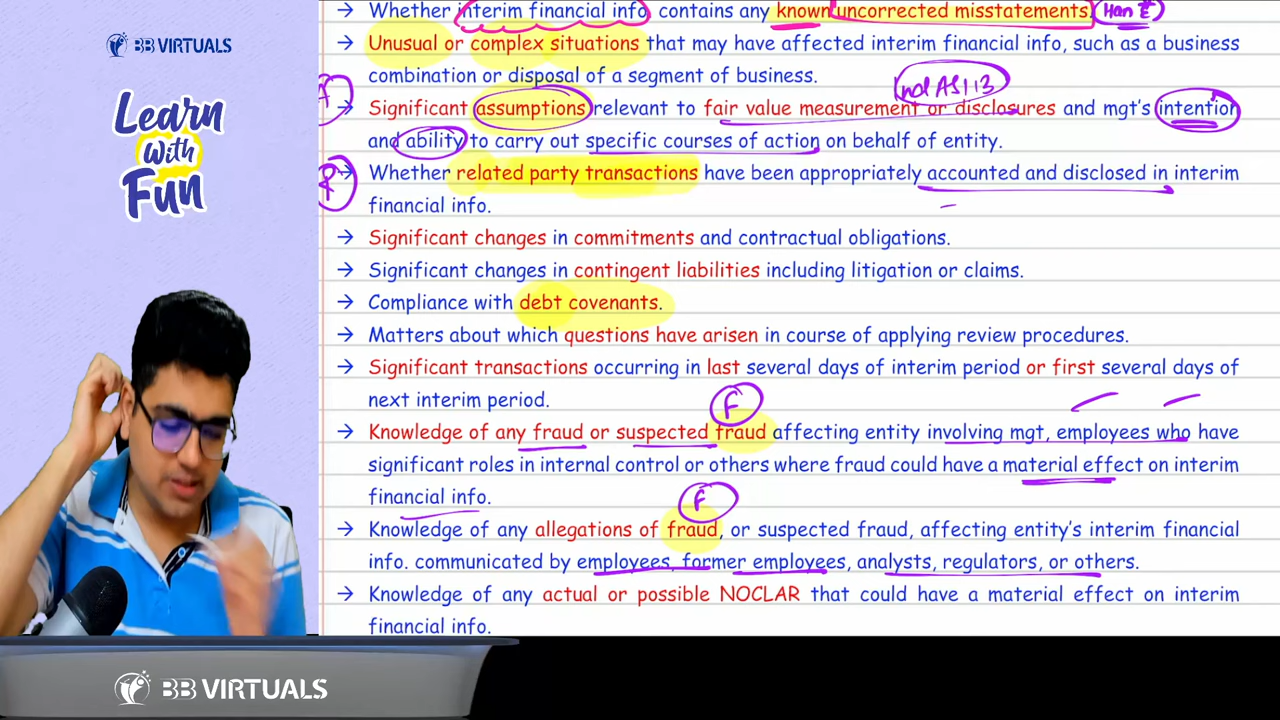 → Whether interim financial info. contains any known uncorrected misstatements.
BB VIRTUALS
→ Unusual or complex situations that may have affected interim financial info, such as a business
combination or disposal of a segment of business.
Ind AS 113
Learn
With
Fun
→ Significant assumptions relevant to fair value measurement or disclosures and mgt's intention
and ability to carry out specific courses of action on behalf of entity.
R
→ Whether related party transactions have been appropriately accounted and disclosed in interim
financial info.
→ Significant changes in commitments and contractual obligations.
→ Significant changes in contingent liabilities including litigation or claims.
→ Compliance with debt covenants.
→ Matters about which questions have arisen in course of applying review procedures.
→ Significant transactions occurring in last several days of interim period or first several days of
next interim period.
F
→ Knowledge of any fraud or suspected fraud affecting entity involving mgt, employees who have
significant roles in internal control or others where fraud could have a material effect on interim
financial info.
F
→ Knowledge of any allegations of fraud, or suspected fraud, affecting entity's interim financial
info. communicated by employees, former employees, analysts, regulators, or others.
→ Knowledge of any actual or possible NOCLAR that could have a material effect on interim
financial info.
BB VIRTUALS